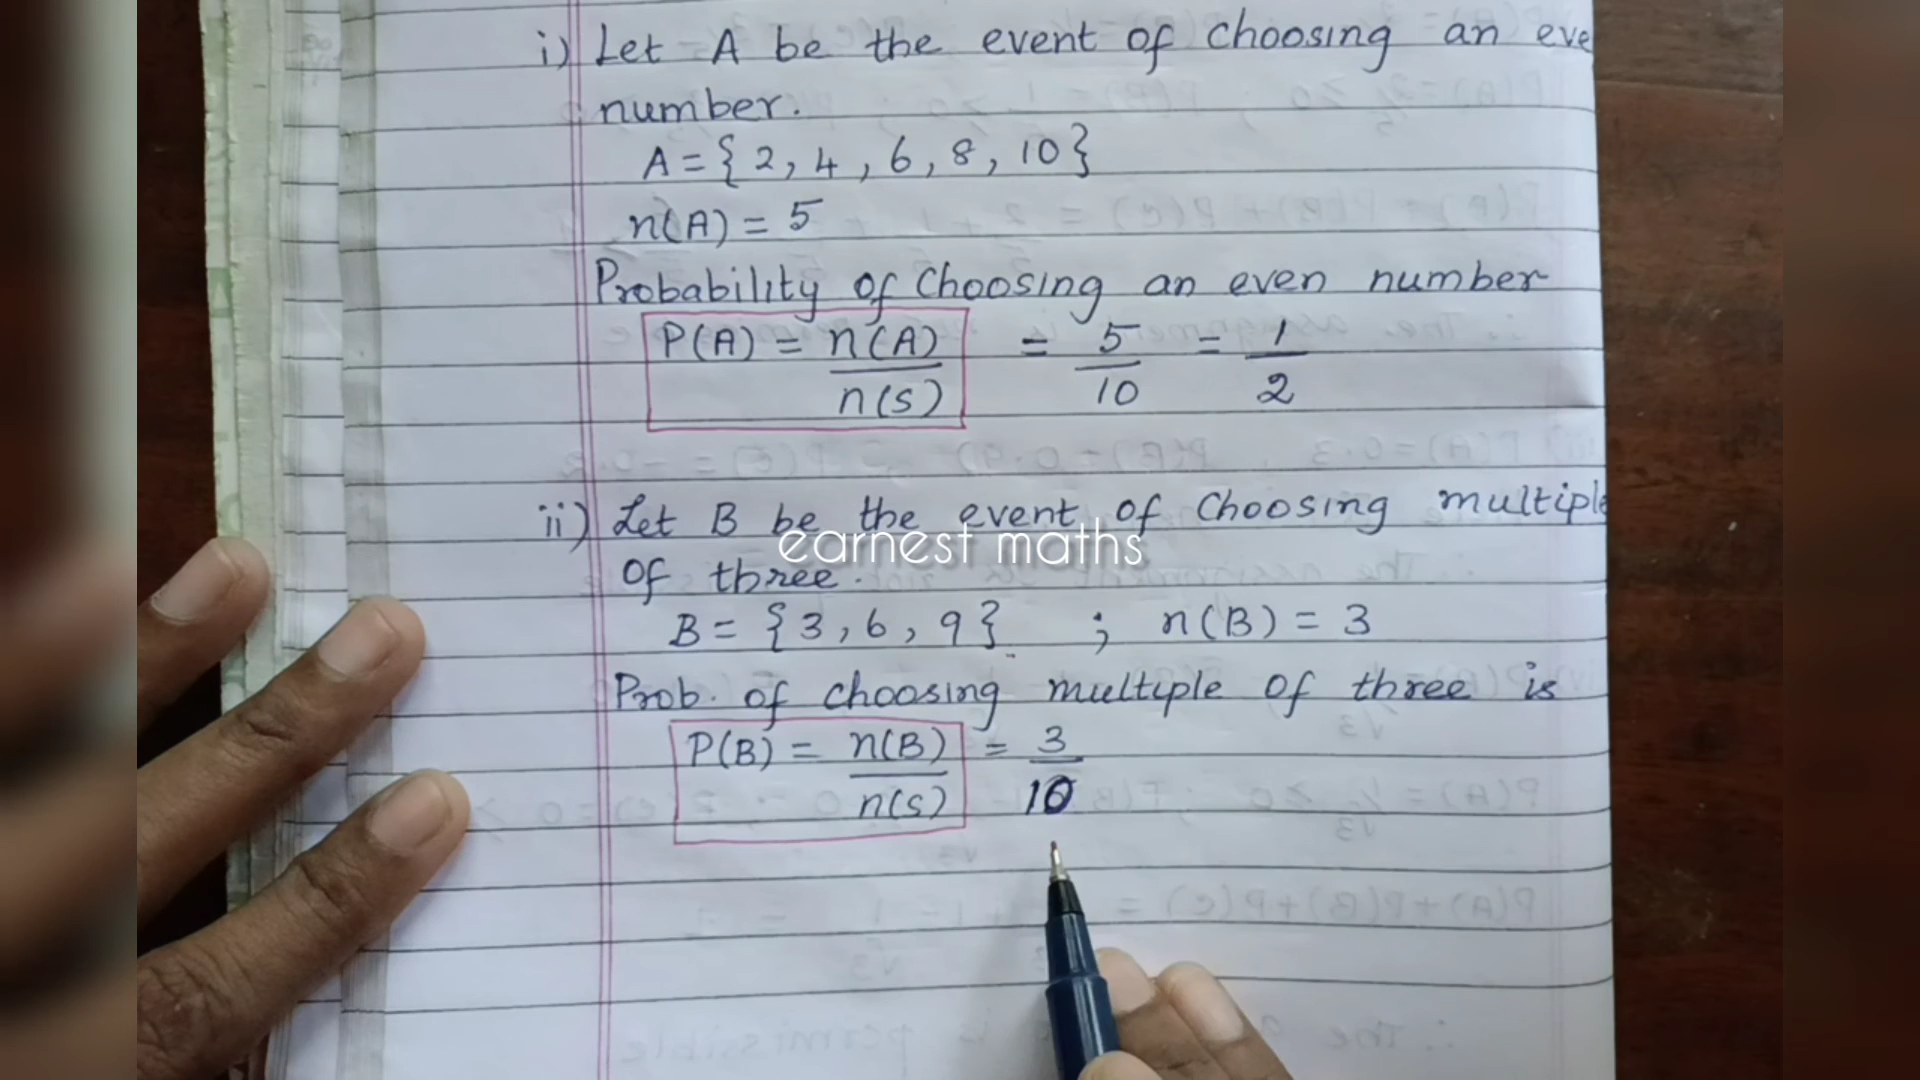 i) Let A be the event of choosing an eve
number.
A = { 2, 4, 6, 8, 10 }
n(A) = 5
Probability of choosing an even number
P(A) = n(A) / n(S) = 5/10 = 1/2
ii) Let B be the event of choosing multiple
earnest maths
of three.
B = { 3, 6, 9 } ; n(B) = 3
Prob. of choosing multiple of three is
P(B) = n(B) / n(S) = 3/10